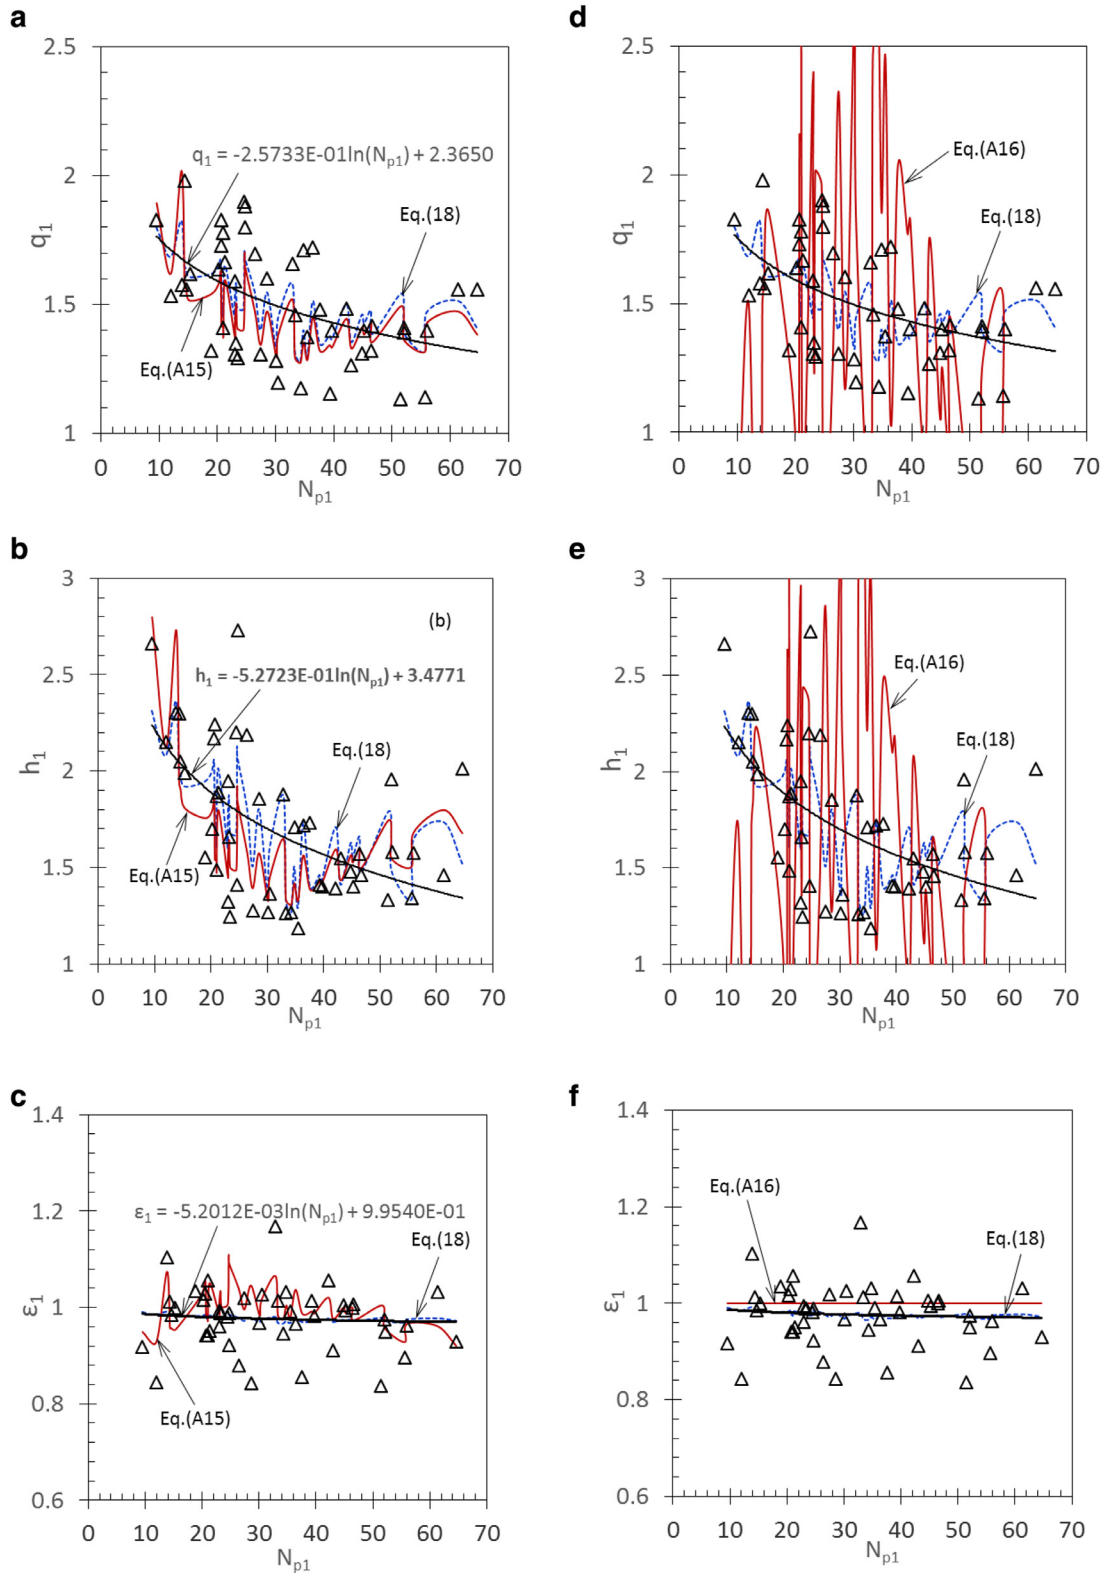 a
2.5
2
1.5
1
q1
q1 = -2.5733E-01ln(Np1) + 2.3650
Eq.(18)
Eq.(A15)
0 10 20 30 40 50 60 70
Np1
d
2.5
2
1.5
1
q1
Eq.(A16)
Eq.(18)
0 10 20 30 40 50 60 70
Np1
b
3
2.5
2
1.5
1
h1
(b)
h1 = -5.2723E-01ln(Np1) + 3.4771
Eq.(18)
Eq.(A15)
0 10 20 30 40 50 60 70
Np1
e
3
2.5
2
1.5
1
h1
Eq.(A16)
Eq.(18)
0 10 20 30 40 50 60 70
Np1
c
1.4
1.2
1
0.8
0.6
ε1
ε1 = -5.2012E-03ln(Np1) + 9.9540E-01
Eq.(18)
Eq.(A15)
0 10 20 30 40 50 60 70
Np1
f
1.4
1.2
1
0.8
0.6
ε1
Eq.(A16)
Eq.(18)
0 10 20 30 40 50 60 70
Np1